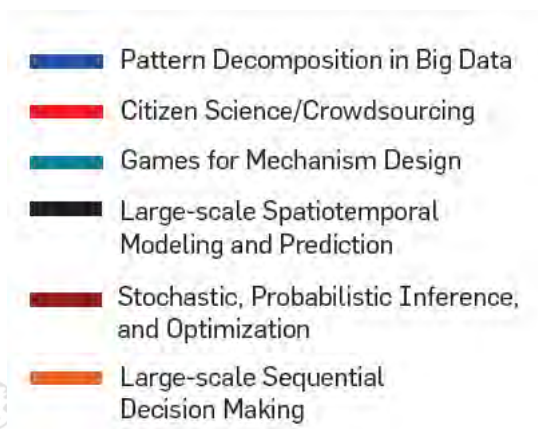 Pattern Decomposition in Big Data
Citizen Science/Crowdsourcing
Games for Mechanism Design
Large-scale Spatiotemporal
Modeling and Prediction
Stochastic, Probabilistic Inference,
and Optimization
Large-scale Sequential
Decision Making